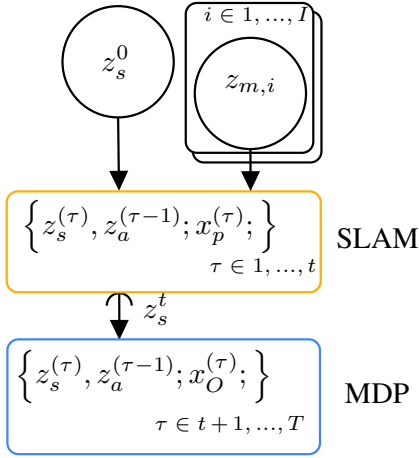 i ∈ 1, ..., I
z_s^0
z_{m,i}
{z_s^{(τ)}, z_a^{(τ−1)}; x_p^{(τ)};}
τ ∈ 1, ..., t
SLAM
z_s^t
{z_s^{(τ)}, z_a^{(τ−1)}; x_O^{(τ)};}
τ ∈ t + 1, ..., T
MDP